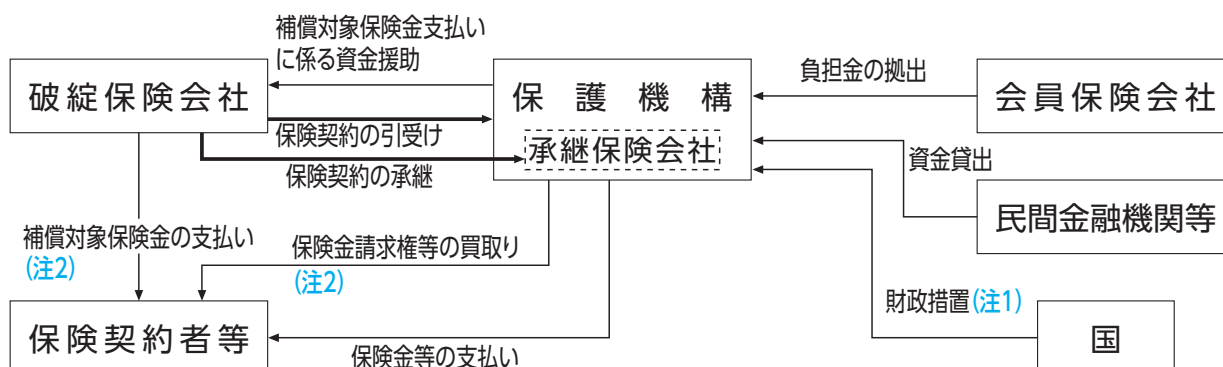 補償対象保険金支払い
に係る資金援助
破綻保険会社
保護機構
負担金の拠出
会員保険会社
保険契約の引受け
承継保険会社
保険契約の承継
資金貸出
民間金融機関等
補償対象保険金の支払い
(注2)
保険金請求権等の買取り
(注2)
財政措置(注1)
保険契約者等
保険金等の支払い
国